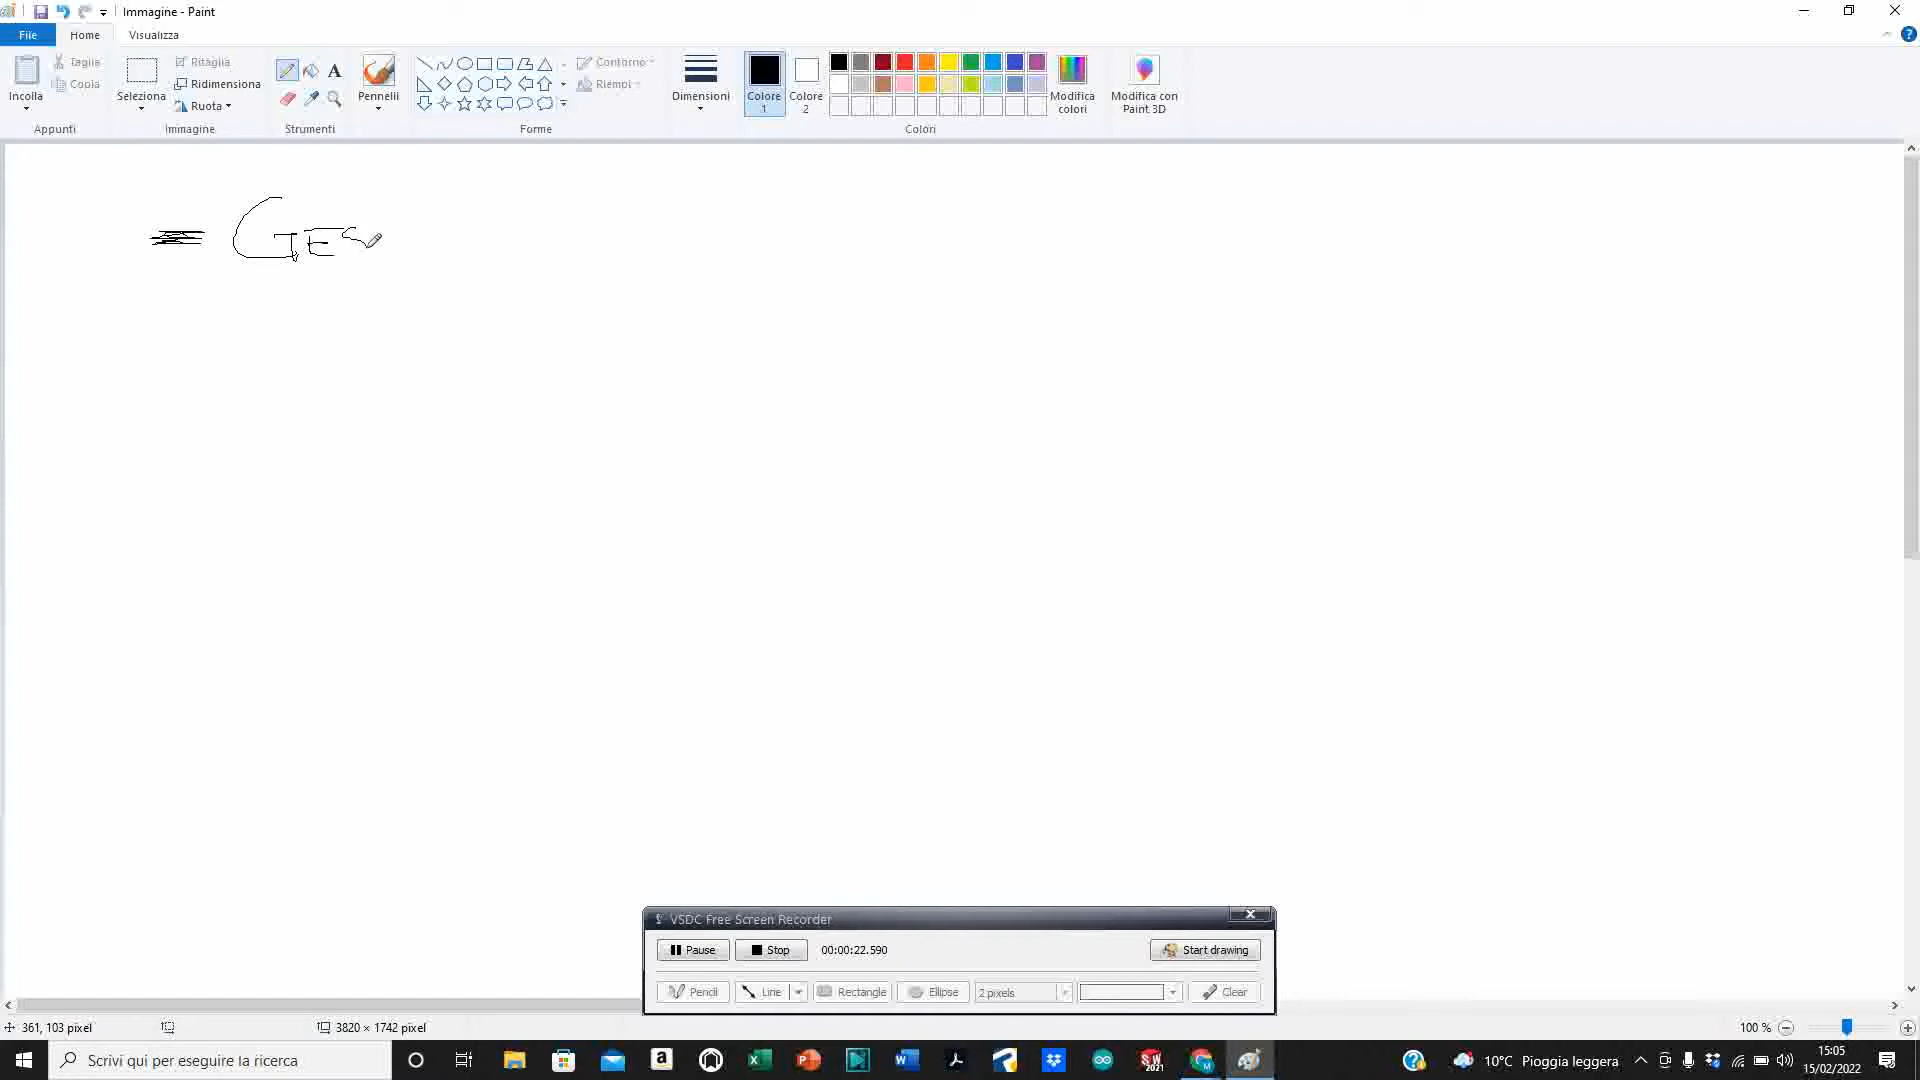 Immagine - Paint
File Home Visualizza
Incolla
Taglia
Copia
Appunti
Seleziona
Ritaglia
Ridimensiona
Ruota
Immagine
A
Strumenti
Pennelli
Contorno
Riempi
Forme
Dimensioni
Colore 1
Colore 2
Colori
Modifica colori
Modifica con Paint 3D
= GES
VSDC Free Screen Recorder
Pause Stop 00:00:22.590 Start drawing
Pencil Line Rectangle Ellipse 2 pixels Clear
361, 103 pixel 3820 × 1742 pixel 100 %
Scrivi qui per eseguire la ricerca
SW 2021
10°C Pioggia leggera
15:05
15/02/2022